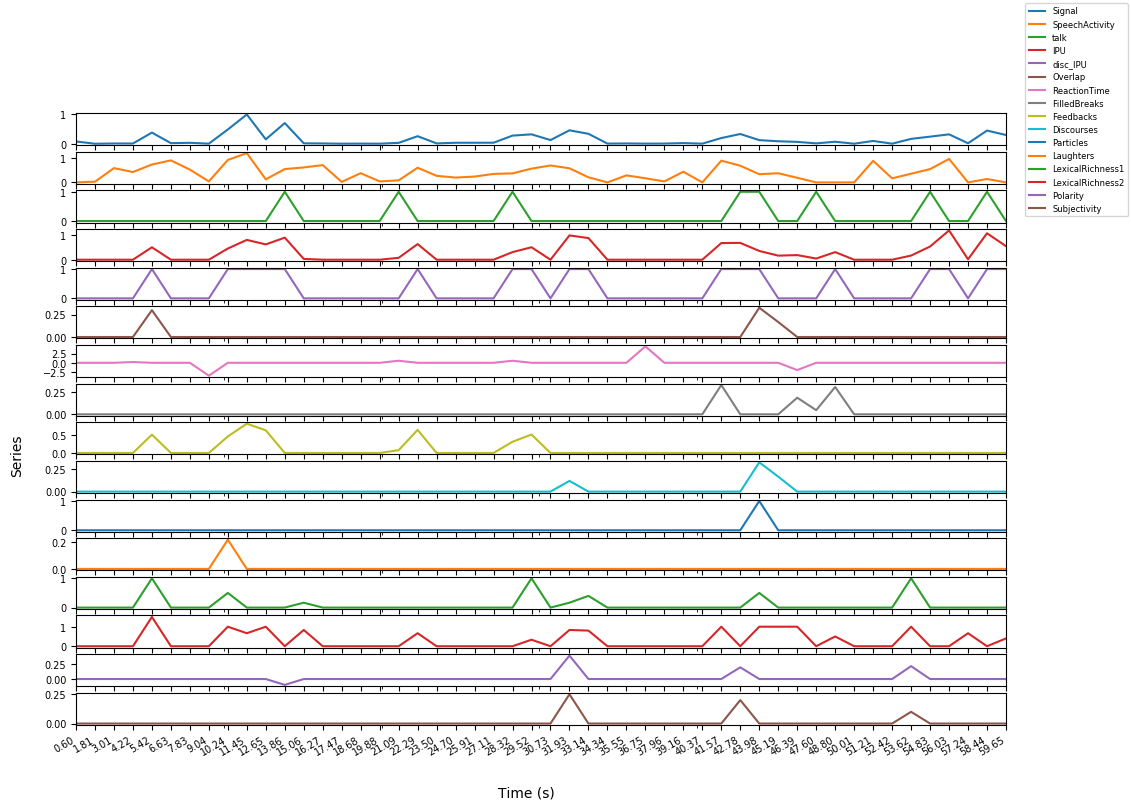 Signal
SpeechActivity
talk
IPU
disc_IPU
Overlap
ReactionTime
FilledBreaks
Feedbacks
Discourses
Particles
Laughters
LexicalRichness1
LexicalRichness2
Polarity
Subjectivity
1
0
1
0
1
0
1
0
1
0
0.25
0.00
2.5
0.0
−2.5
0.25
0.00
0.5
0.0
0.25
0.00
1
0
0.2
0.0
1
0
1
0
0.25
0.00
0.25
0.00
Series
0.60 1.81 3.01 4.22 5.42 6.63 7.83 9.04 10.24 11.45 12.65 13.86 15.06 16.27 17.47 18.68 19.88 21.09 22.29 23.50 24.70 25.91 27.11 28.32 29.52 30.73 31.93 33.14 34.34 35.55 36.75 37.96 39.16 40.37 41.57 42.78 43.98 45.19 46.39 47.60 48.80 50.01 51.21 52.42 53.62 54.83 56.03 57.24 58.44 59.65
Time (s)